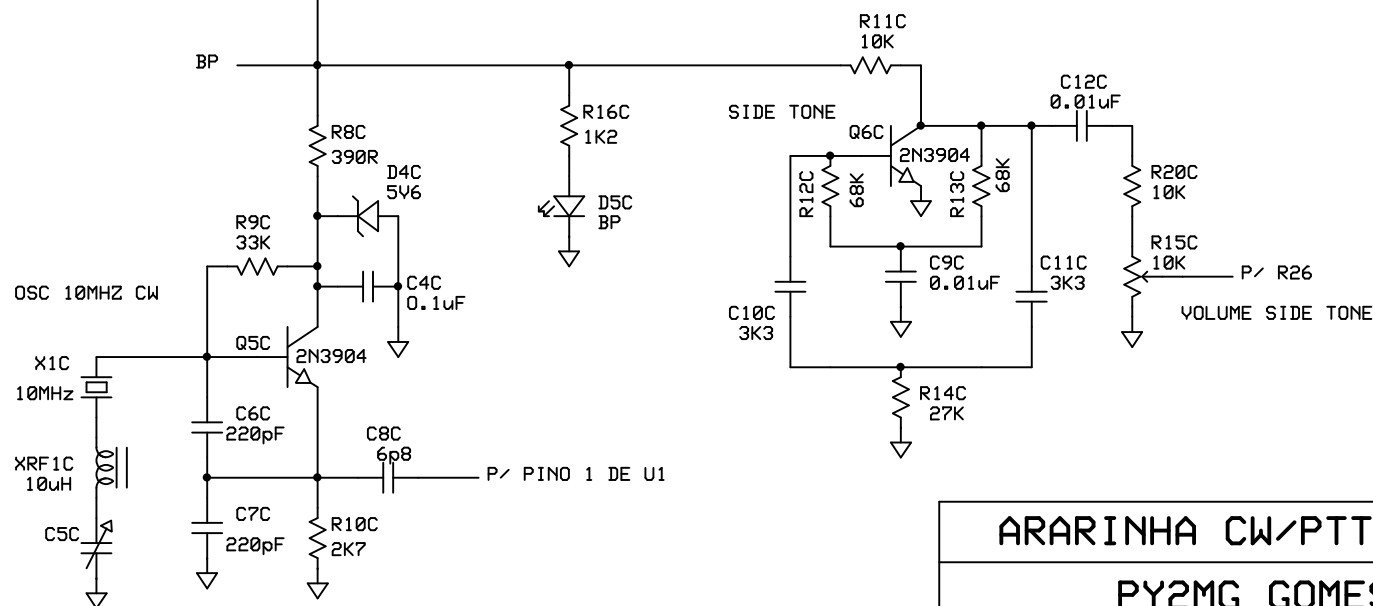 R11C
10K
BP
C12C
0.01uF
R16C
1K2
SIDE TONE
R8C
390R
Q6C
2N3904
R12C
68K
R13C
68K
D4C
5V6
R20C
10K
D5C
BP
R9C
33K
R15C
10K
P/ R26
C9C
0.01uF
C11C
3K3
OSC 10MHZ CW
C4C
0.1uF
C10C
3K3
VOLUME SIDE TONE
Q5C
2N3904
X1C
10MHz
R14C
27K
C6C
220pF
C8C
6p8
XRF1C
10uH
P/ PINO 1 DE U1
C5C
C7C
220pF
R10C
2K7
ARARINHA CW/PTT
PY2MG GOMES